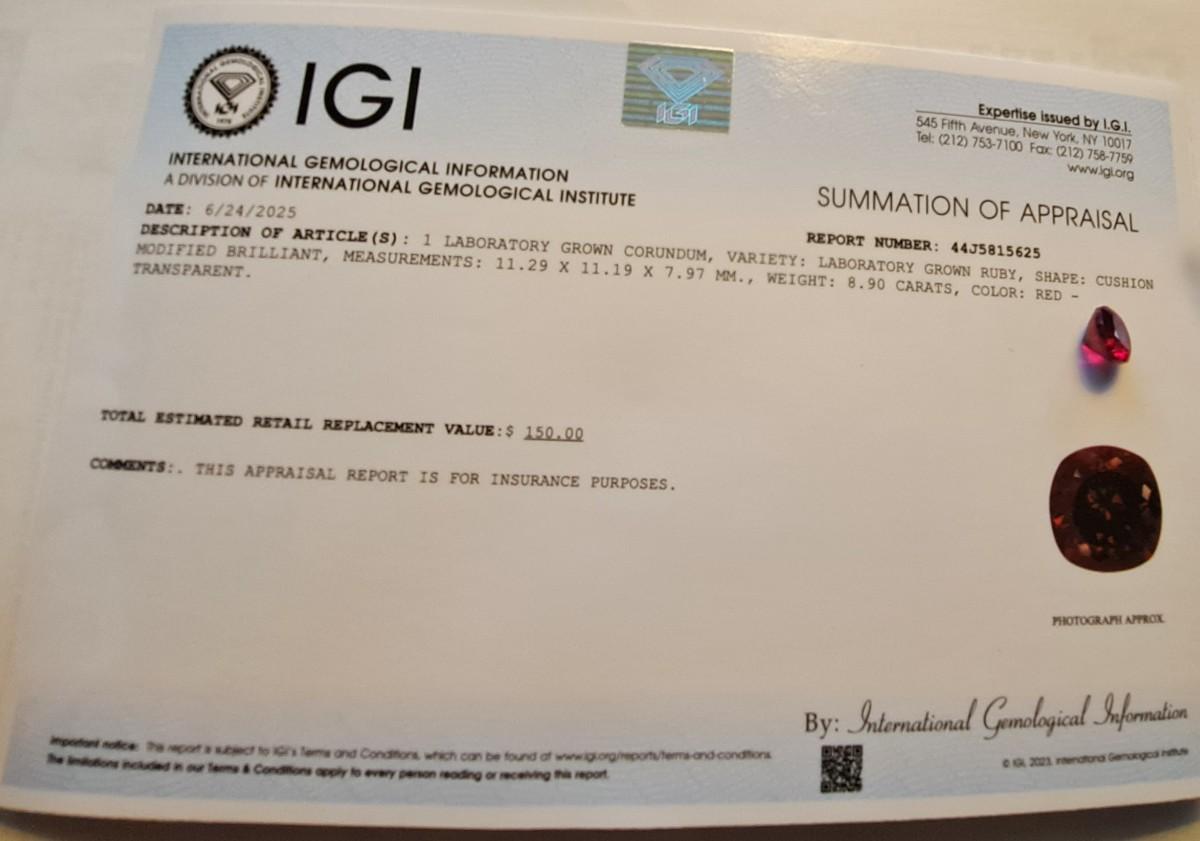 IGI
INTERNATIONAL GEMOLOGICAL INSTITUTE
IGI
1975
IGI
Expertise issued by I.G.I.
545 Fifth Avenue, New York, NY 10017
Tel: (212) 753-7100 Fax: (212) 758-7759
www.igi.org
INTERNATIONAL GEMOLOGICAL INFORMATION
A DIVISION OF INTERNATIONAL GEMOLOGICAL INSTITUTE
SUMMATION OF APPRAISAL
DATE: 6/24/2025
REPORT NUMBER: 44J5815625
DESCRIPTION OF ARTICLE(S): 1 LABORATORY GROWN CORUNDUM, VARIETY: LABORATORY GROWN RUBY, SHAPE: CUSHION
MODIFIED BRILLIANT, MEASUREMENTS: 11.29 X 11.19 X 7.97 MM., WEIGHT: 8.90 CARATS, COLOR: RED -
TRANSPARENT.
TOTAL ESTIMATED RETAIL REPLACEMENT VALUE:$ 150.00
COMMENTS:. THIS APPRAISAL REPORT IS FOR INSURANCE PURPOSES.
PHOTOGRAPH APPROX.
By: International Gemological Information
Important notice: This report is subject to IGI's Terms and Conditions, which can be found at www.igi.org/reports/terms-and-conditions.
The limitations included in our Terms & Conditions apply to every person reading or receiving this report.
© IGI, 2023, International Gemological Institute